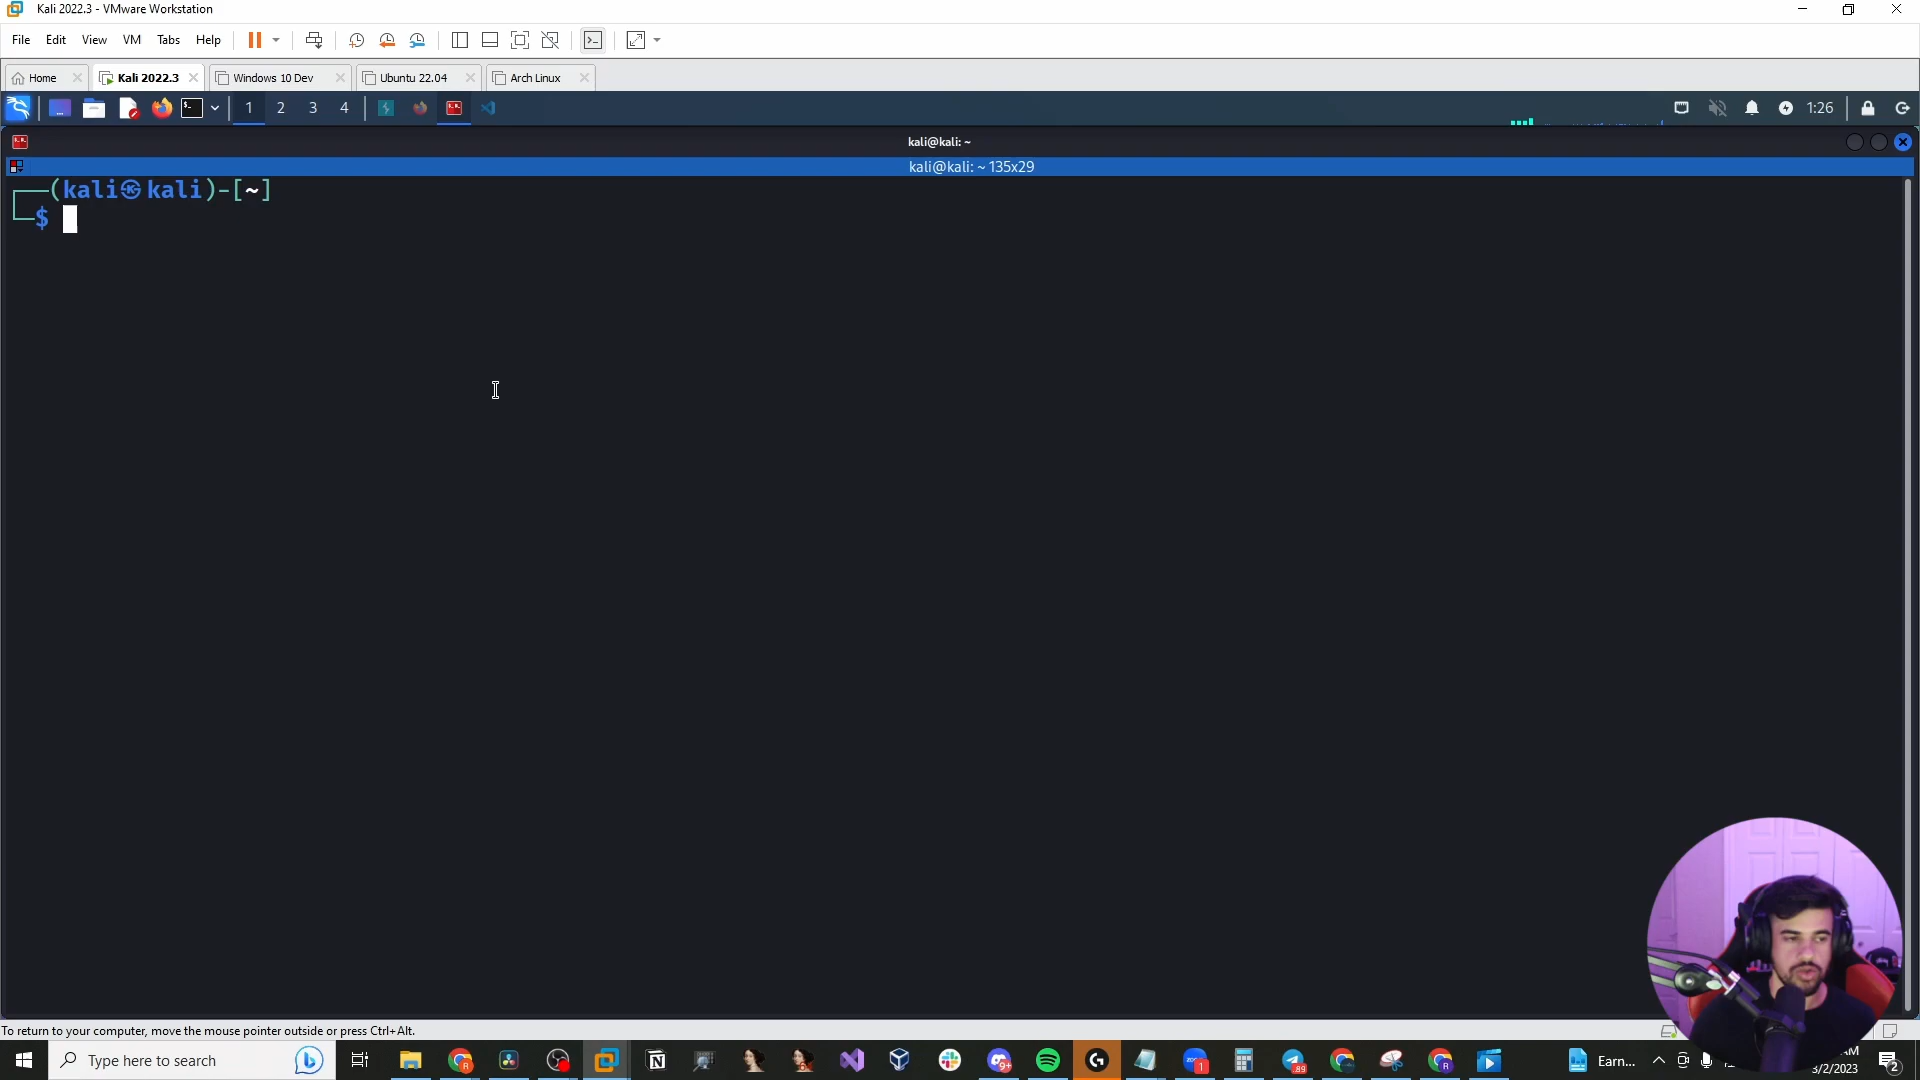 Kali 2022.3 - VMware Workstation
File Edit View VM Tabs Help
Home Kali 2022.3 Windows 10 Dev Ubuntu 22.04 Arch Linux
1 2 3 4 1:26
kali@kali: ~
kali@kali: ~ 135x29
┌──(kali㉿kali)-[~]
└─$
To return to your computer, move the mouse pointer outside or press Ctrl+Alt.
Type here to search Earn...
AM
3/2/2023